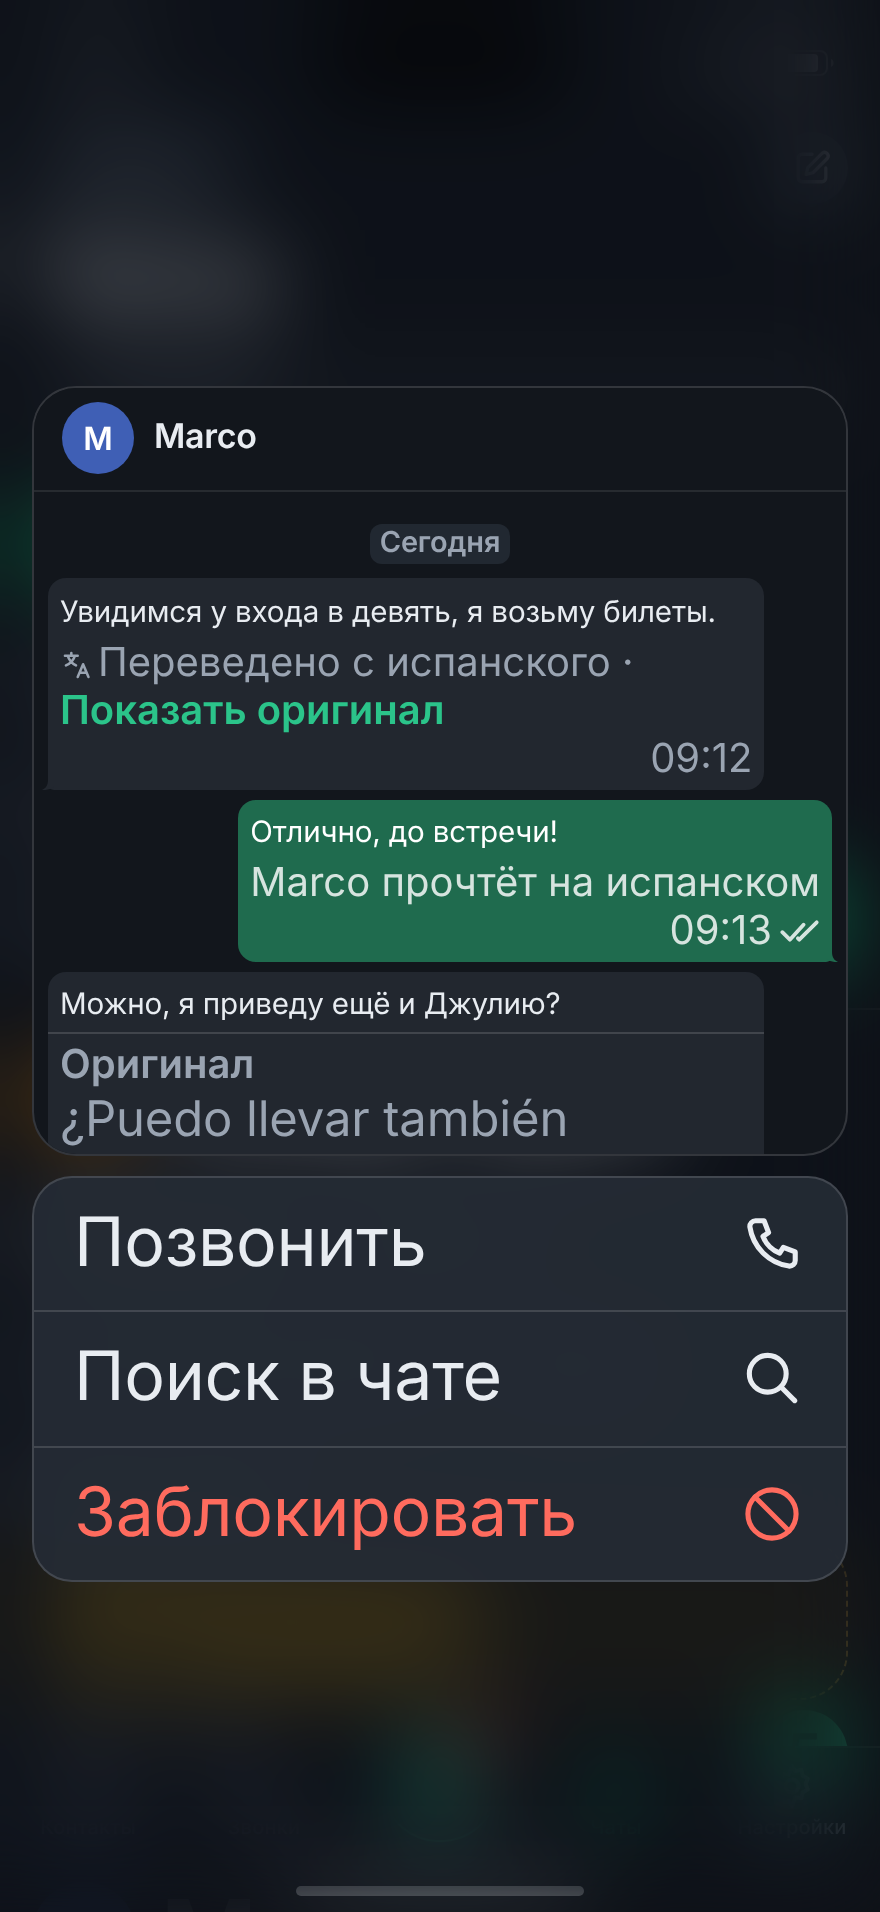 M
Marco
Сегодня
Увидимся у входа в девять, я возьму билеты.
Переведено с испанского ·
Показать оригинал
09:12
Отлично, до встречи!
Marco прочтёт на испанском
09:13
Можно, я приведу ещё и Джулию?
Оригинал
¿Puedo llevar también
Позвонить
Поиск в чате
Заблокировать